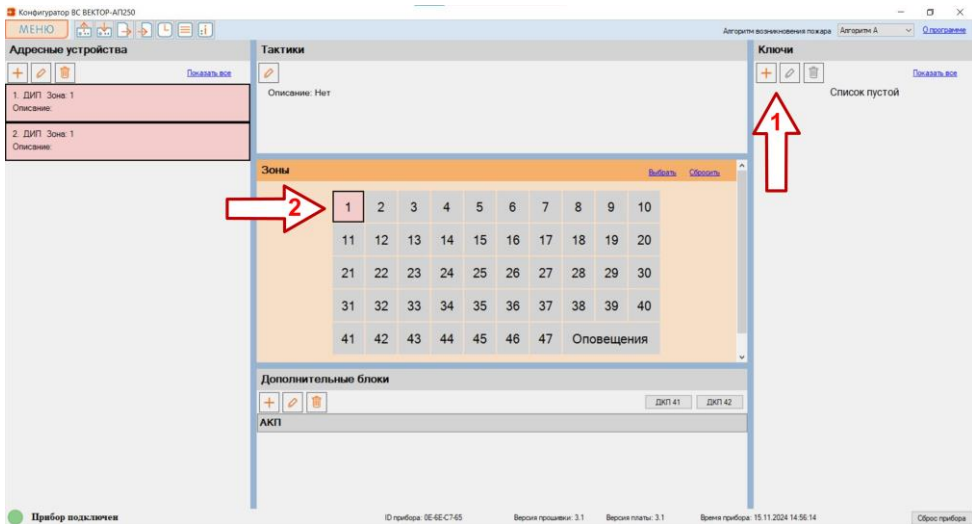 Конфигуратор ВС ВЕКТОР-АП250
МЕНЮ
Алгоритм возникновения пожара Алгоритм А О программе
Адресные устройства
Показать все
1. ДИП Зона: 1
Описание:
2. ДИП Зона: 1
Описание:
Тактики
Описание: Нет
Зоны Выбрать Сбросить
2
1 2 3 4 5 6 7 8 9 10
11 12 13 14 15 16 17 18 19 20
21 22 23 24 25 26 27 28 29 30
31 32 33 34 35 36 37 38 39 40
41 42 43 44 45 46 47 Оповещения
Дополнительные блоки
ДКП 41 ДКП 42
АКП
Ключи
Показать все
Список пустой
1
Прибор подключен ID прибора: 0E-6E-C7-65 Версия прошивки: 3.1 Версия платы: 3.1 Время прибора: 15.11.2024 14:56:14 Сброс прибора